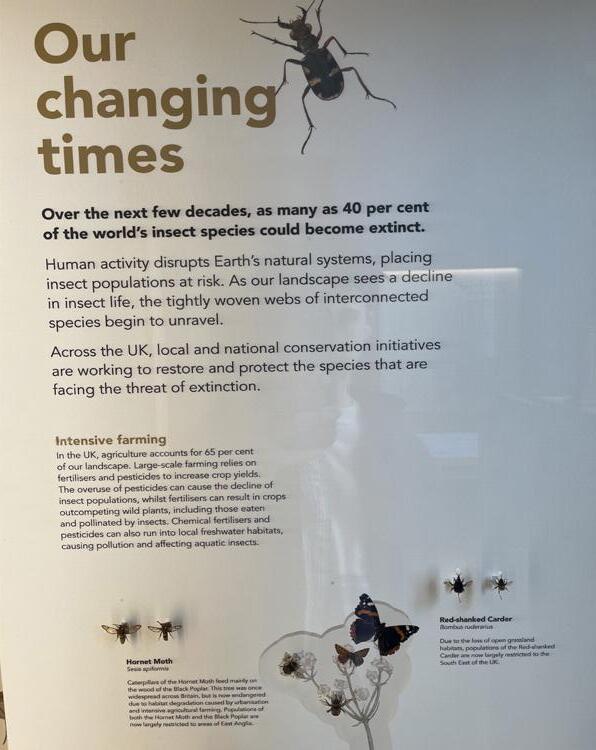 Our
changing
times
Over the next few decades, as many as 40 per cent
of the world's insect species could become extinct.
Human activity disrupts Earth's natural systems, placing
insect populations at risk. As our landscape sees a decline
in insect life, the tightly woven webs of interconnected
species begin to unravel.
Across the UK, local and national conservation initiatives
are working to restore and protect the species that are
facing the threat of extinction.
Intensive farming
In the UK, agriculture accounts for 65 per cent
of our landscape. Large-scale farming relies on
fertilisers and pesticides to increase crop yields.
The overuse of pesticides can cause the decline of
insect populations, whilst fertilisers can result in crops
outcompeting wild plants, including those eaten
and pollinated by insects. Chemical fertilisers and
pesticides can also run into local freshwater habitats,
causing pollution and affecting aquatic insects.
Hornet Moth
Sesia apiformis
Caterpillars of the Hornet Moth feed mainly on
the wood of the Black Poplar. This tree was once
widespread across Britain, but is now endangered
due to habitat degradation caused by urbanisation
and intensive agricultural farming. Populations of
both the Hornet Moth and the Black Poplar are
now largely restricted to areas of East Anglia.
Red-shanked Carder
Bombus ruderarius
Due to the loss of open grassland
habitats, populations of the Red-shanked
Carder are now largely restricted to the
South East of the UK.